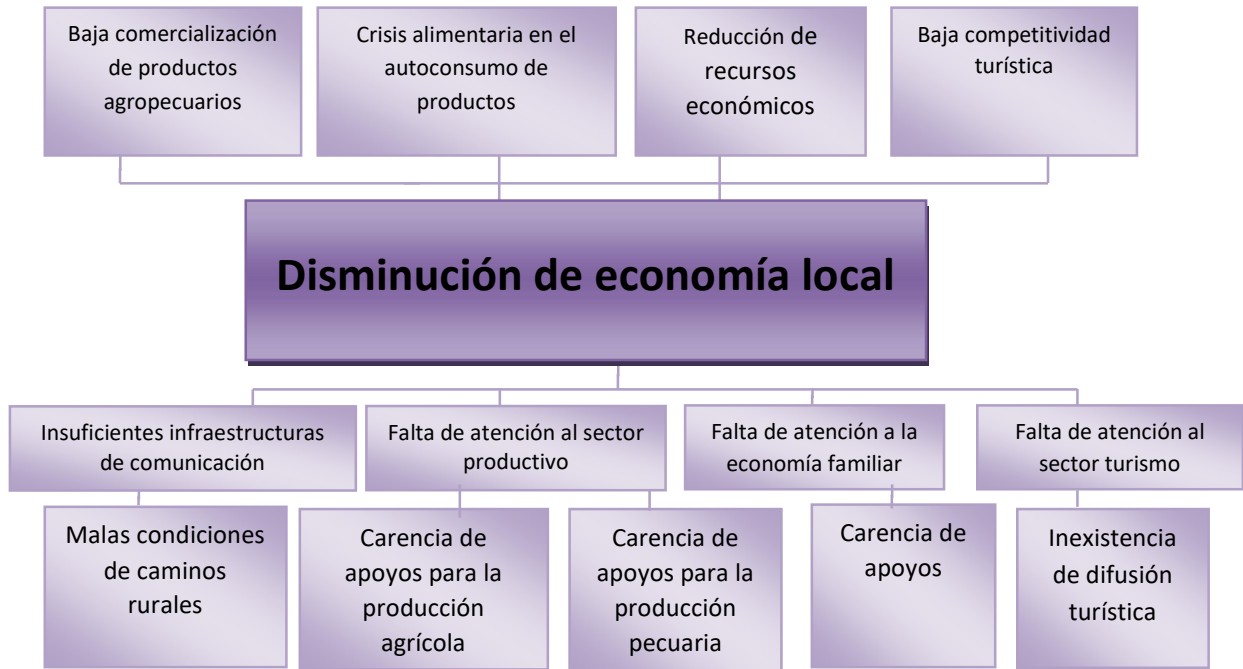 Baja comercialización
de productos
agropecuarios
Crisis alimentaria en el
autoconsumo de
productos
Reducción de
recursos
económicos
Baja competitividad
turística
Disminución de economía local
Insuficientes infraestructuras
de comunicación
Falta de atención al sector
productivo
Falta de atención a la
economía familiar
Falta de atención al
sector turismo
Malas condiciones
de caminos
rurales
Carencia de
apoyos para la
producción
agrícola
Carencia de
apoyos para la
producción
pecuaria
Carencia de
apoyos
Inexistencia
de difusión
turística